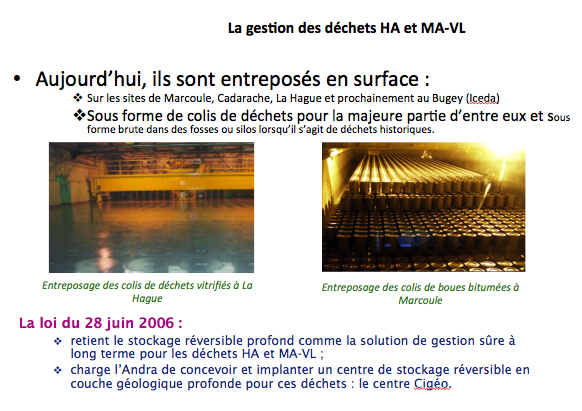 La gestion des déchets HA et MA-VL
• Aujourd’hui, ils sont entreposés en surface :
❖ Sur les sites de Marcoule, Cadarache, La Hague et prochainement au Bugey (Iceda)
❖Sous forme de colis de déchets pour la majeure partie d’entre eux et sous
forme brute dans des fosses ou silos lorsqu’il s’agit de déchets historiques.
Entreposage des colis de déchets vitrifiés à La
Hague
Entreposage des colis de boues bitumées à
Marcoule
La loi du 28 juin 2006 :
❖ retient le stockage réversible profond comme la solution de gestion sûre à
long terme pour les déchets HA et MA-VL ;
❖ charge l’Andra de concevoir et implanter un centre de stockage réversible en
couche géologique profonde pour ces déchets : le centre Cigéo.